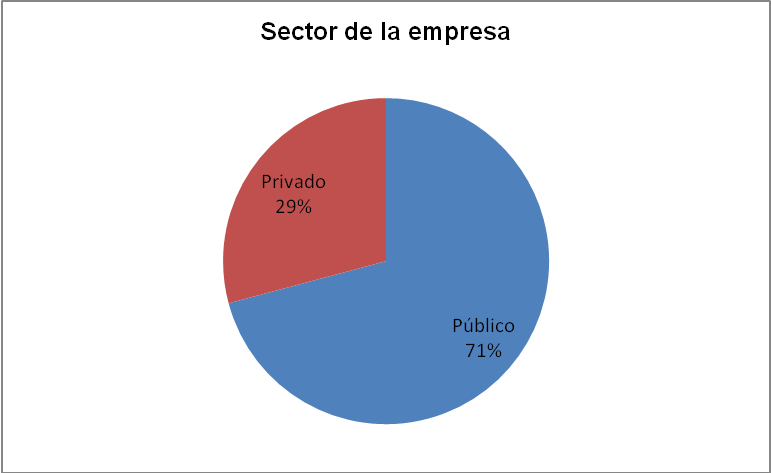 Sector de la empresa
Privado
29%
Público
71%